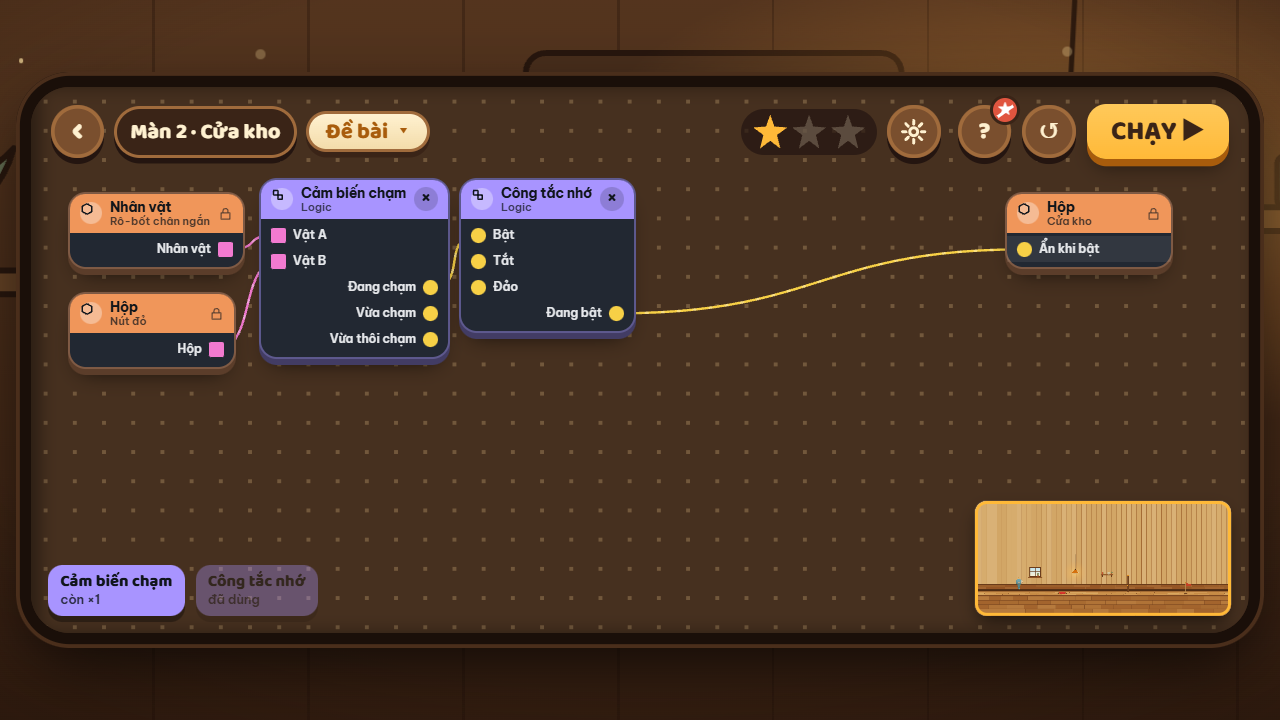 Màn 2 • Cửa kho
Đề bài
?
CHẠY
Nhân vật
Rô-bốt chân ngắn
Nhân vật
Hộp
Nút đỏ
Hộp
Cảm biến chạm
Logic
Vật A
Vật B
Đang chạm
Vừa chạm
Vừa thôi chạm
Công tắc nhớ
Logic
Bật
Tắt
Đảo
Đang bật
Hộp
Cửa kho
Ẩn khi bật
Cảm biến chạm
còn ×1
Công tắc nhớ
đã dùng